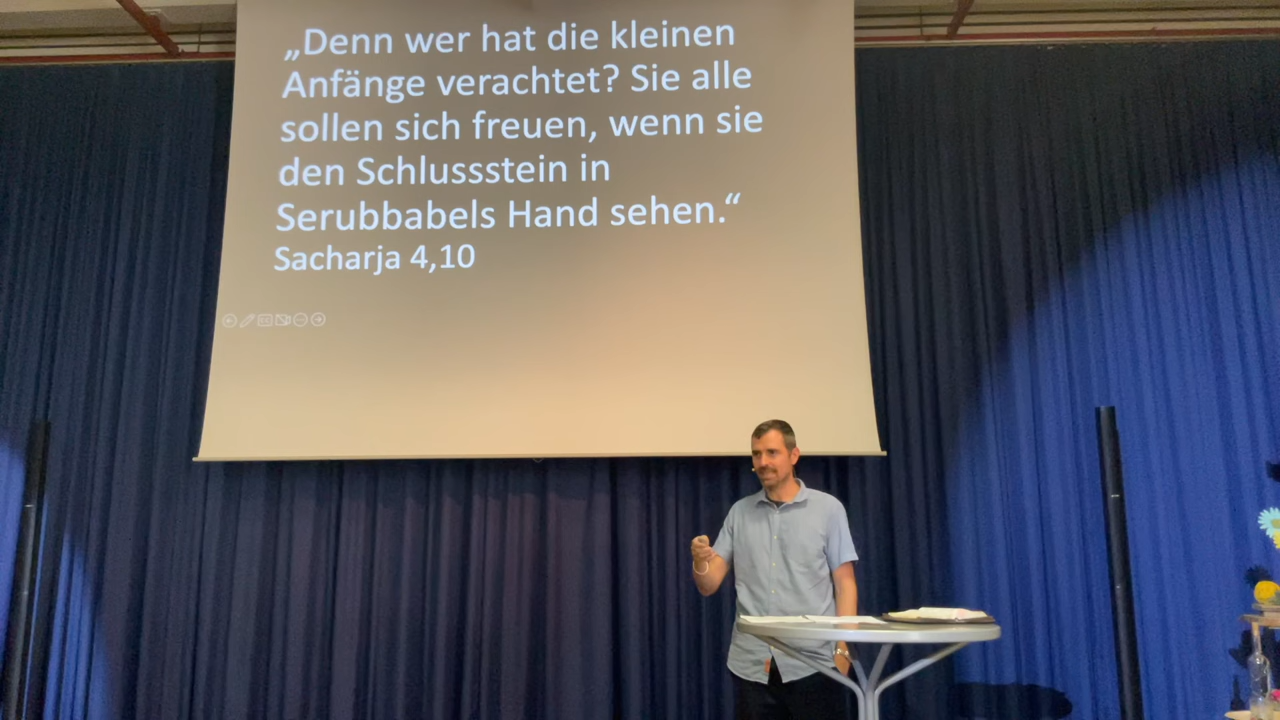 „Denn wer hat die kleinen
Anfänge verachtet? Sie alle
sollen sich freuen, wenn sie
den Schlussstein in
Serubbabels Hand sehen.“
Sacharja 4,10